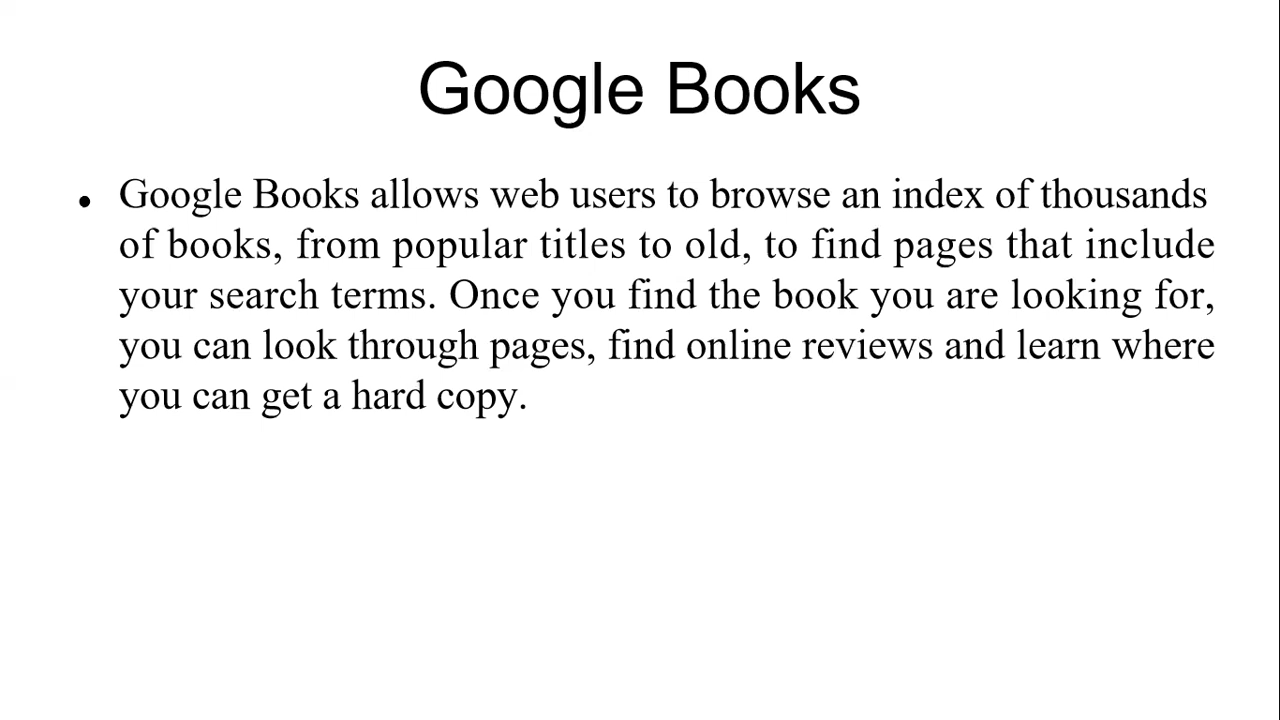 Google Books
• Google Books allows web users to browse an index of thousands
of books, from popular titles to old, to find pages that include
your search terms. Once you find the book you are looking for,
you can look through pages, find online reviews and learn where
you can get a hard copy.